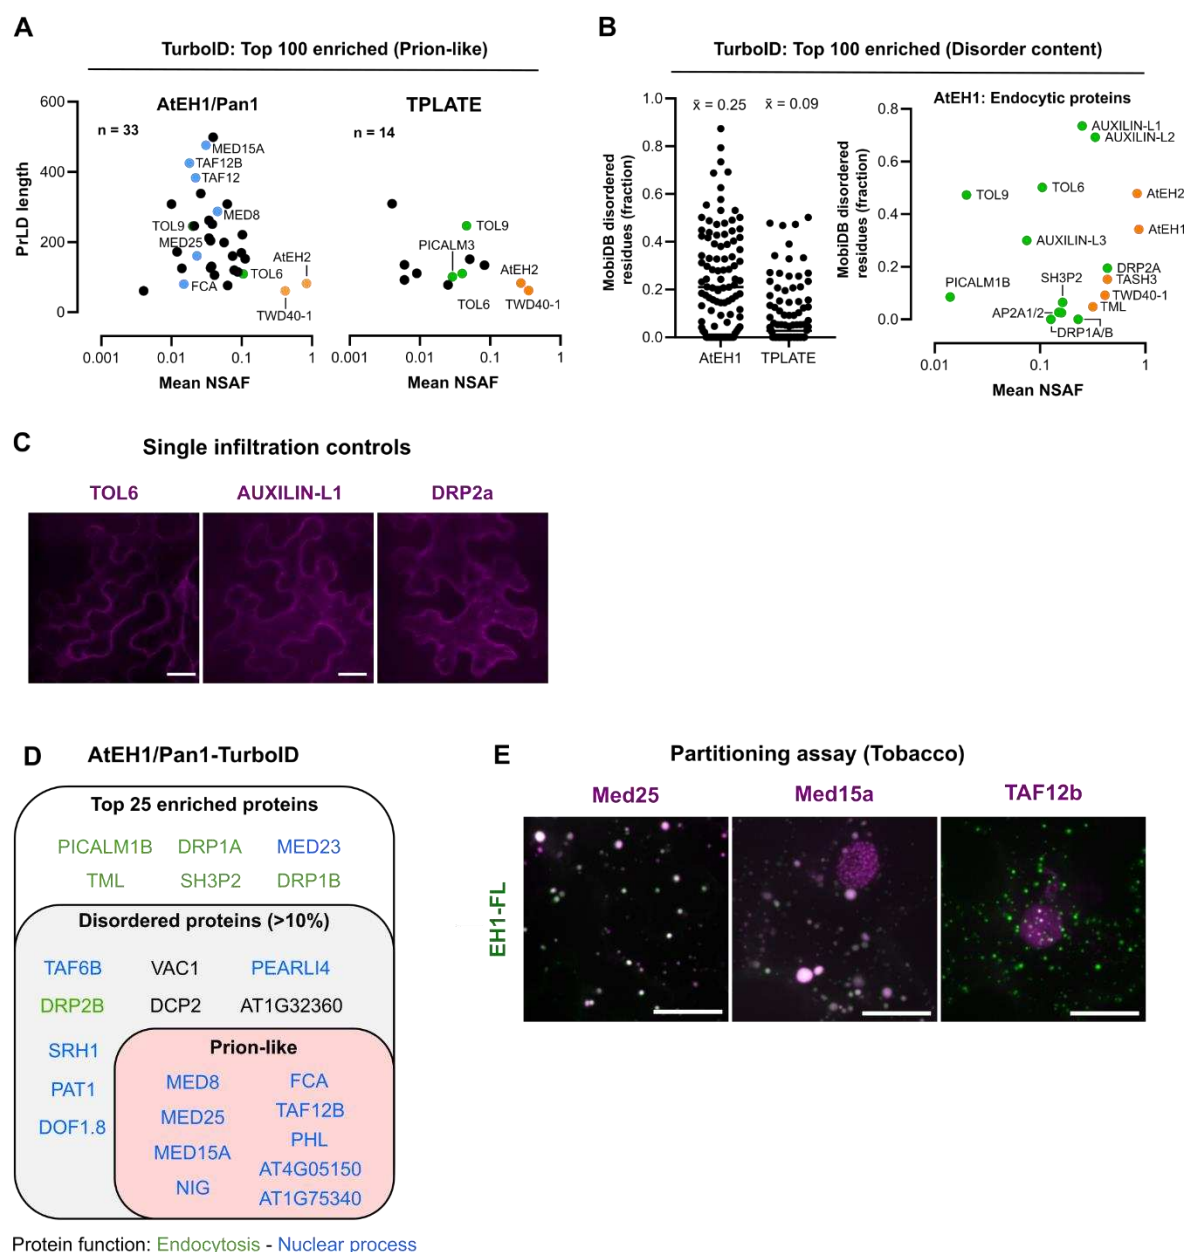 A
TurboID: Top 100 enriched (Prion-like)
AtEH1/Pan1
TPLATE
n = 33
n = 14
PrLD length
600
400
200
0
MED15A
TAF12B
TAF12
MED8
TOL9
MED25
AtEH2
TOL6
FCA
TWD40-1
0.001
0.01
0.1
1
Mean NSAF
TOL9
PICALM3
AtEH2
TOL6
TWD40-1
0.001
0.01
0.1
1
Mean NSAF
B
TurboID: Top 100 enriched (Disorder content)
MobiDB disordered
residues (fraction)
1.0
0.8
0.6
0.4
0.2
0.0
x̄ = 0.25
x̄ = 0.09
AtEH1
TPLATE
AtEH1: Endocytic proteins
MobiDB disordered
residues (fraction)
0.8
0.6
0.4
0.2
0.0
AUXILIN-L1
AUXILIN-L2
TOL9
TOL6
AtEH2
AtEH1
AUXILIN-L3
DRP2A
SH3P2
TASH3
PICALM1B
TWD40-1
AP2A1/2
TML
DRP1A/B
0.01
0.1
1
Mean NSAF
C
Single infiltration controls
TOL6
AUXILIN-L1
DRP2a
D
AtEH1/Pan1-TurboID
Top 25 enriched proteins
PICALM1B DRP1A MED23
TML SH3P2 DRP1B
Disordered proteins (>10%)
TAF6B VAC1 PEARLI4
DRP2B DCP2 AT1G32360
SRH1
PAT1
DOF1.8
Prion-like
MED8
MED25
MED15A
NIG
FCA
TAF12B
PHL
AT4G05150
AT1G75340
Protein function: Endocytosis - Nuclear process
E
Partitioning assay (Tobacco)
Med25
Med15a
TAF12b
EH1-FL